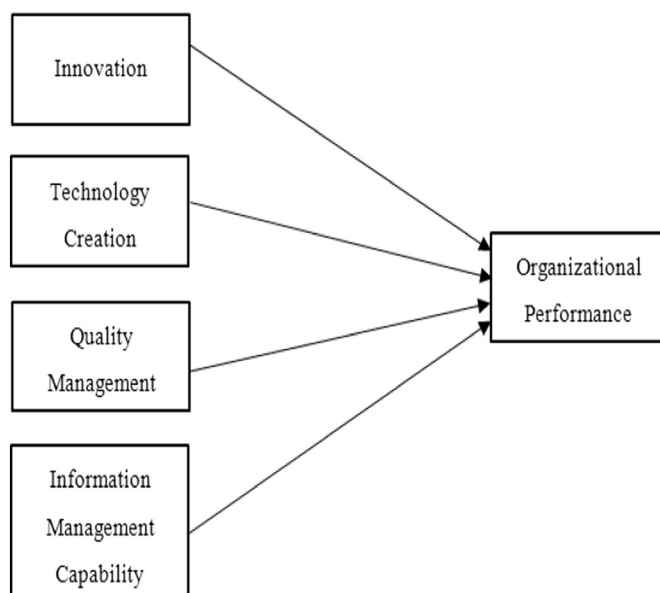 Innovation
Technology
Creation
Quality
Management
Information
Management
Capability
Organizational
Performance